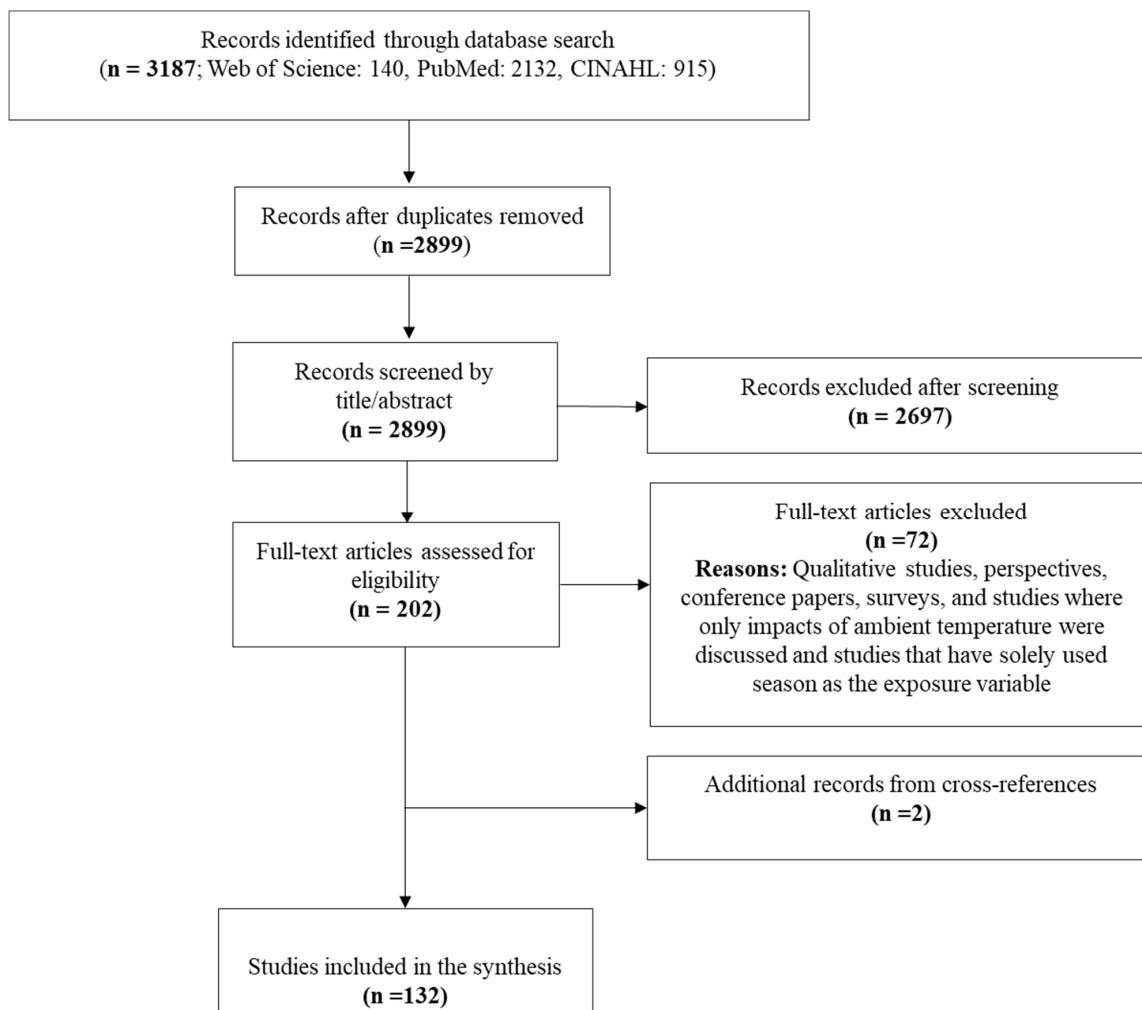 Records identified through database search
(n = 3187; Web of Science: 140, PubMed: 2132, CINAHL: 915)
Records after duplicates removed
(n =2899)
Records screened by
title/abstract
(n = 2899)
Records excluded after screening
(n = 2697)
Full-text articles assessed for
eligibility
(n = 202)
Full-text articles excluded
(n =72)
Reasons: Qualitative studies, perspectives,
conference papers, surveys, and studies where
only impacts of ambient temperature were
discussed and studies that have solely used
season as the exposure variable
Additional records from cross-references
(n =2)
Studies included in the synthesis
(n =132)